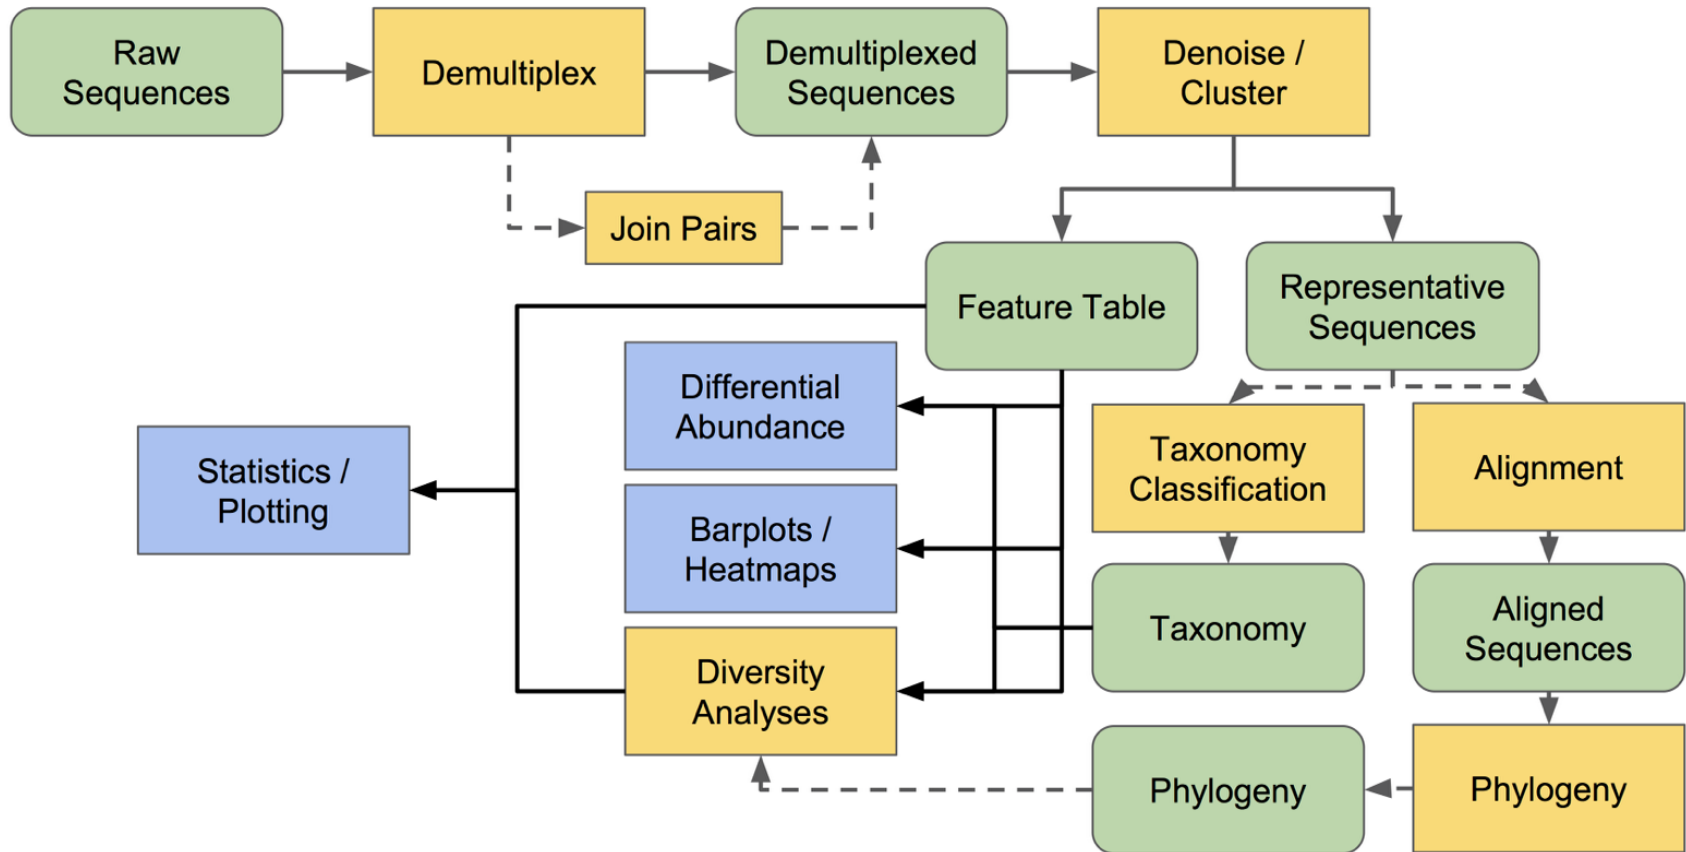 Raw
Sequences
Demultiplex
Demultiplexed
Sequences
Denoise /
Cluster
Join Pairs
Feature Table
Representative
Sequences
Differential
Abundance
Taxonomy
Classification
Alignment
Statistics /
Plotting
Barplots /
Heatmaps
Taxonomy
Aligned
Sequences
Diversity
Analyses
Phylogeny
Phylogeny